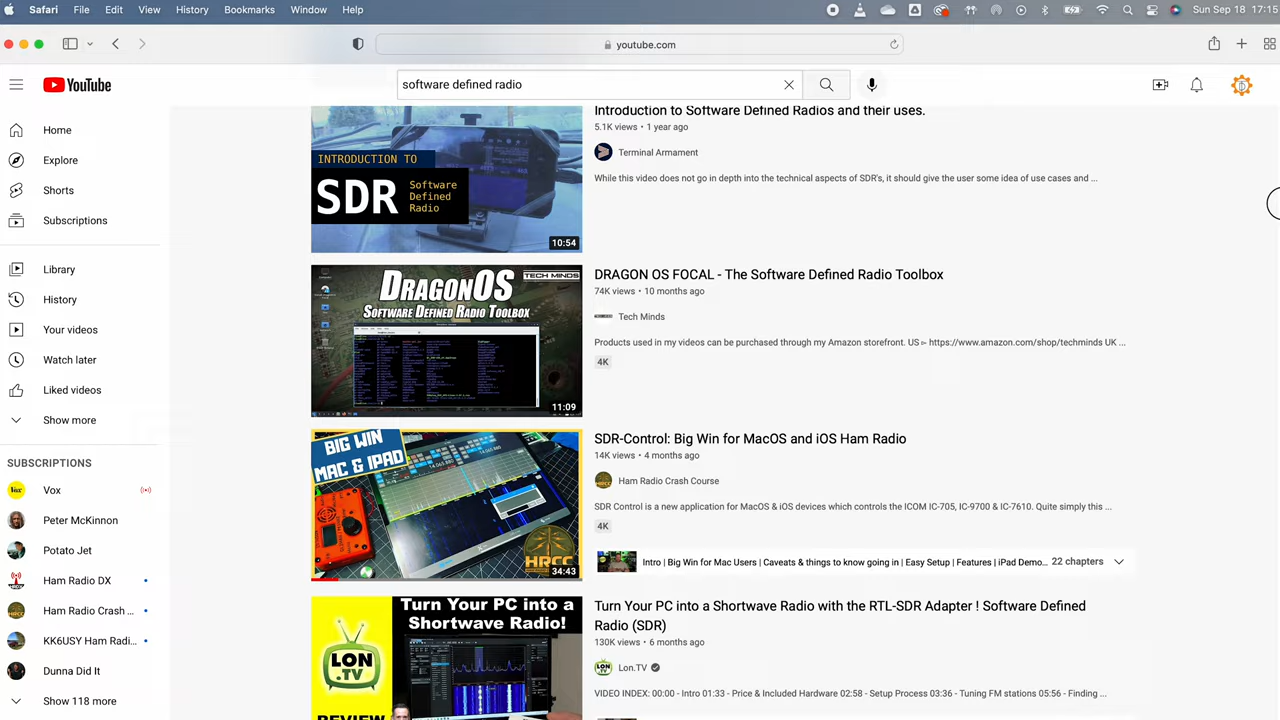 Safari File Edit View History Bookmarks Window Help Sun Sep 18 17:15
youtube.com
YouTube
software defined radio
Home
Explore
Shorts
Subscriptions
Library
History
Your videos
Watch later
Liked videos
Show more
SUBSCRIPTIONS
Vox
Peter McKinnon
Potato Jet
Ham Radio DX
Ham Radio Crash ...
KK6USY Ham Radi...
Durna Did It
Show 118 more
INTRODUCTION TO
SDR
Software
Defined
Radio
10:54
Introduction to Software Defined Radios and their uses.
5.1K views • 1 year ago
Terminal Armament
While this video does not go in depth into the technical aspects of SDR's, it should give the user some idea of use cases and ...
TECH MINDS
DRAGONOS
SOFTWARE DEFINED RADIO TOOLBOX
11:09
DRAGON OS FOCAL - The Software Defined Radio Toolbox
74K views • 10 months ago
Tech Minds
Products used in my videos can be purchased through my Amazon storefront. US ▻ https://www.amazon.com/shop/techminds UK ...
4K
BIG WIN
MAC & IPAD
HRCC
34:43
SDR-Control: Big Win for MacOS and iOS Ham Radio
14K views • 4 months ago
Ham Radio Crash Course
SDR Control is a new application for MacOS & iOS devices which controls the ICOM IC-705, IC-9700 & IC-7610. Quite simply this ...
4K
Intro | Big Win for Mac Users | Caveats & things to know going in | Easy Setup | Features | iPad Demo... 22 chapters
Turn Your PC into a
Shortwave Radio!
LON
.TV
REVIEW
Turn Your PC into a Shortwave Radio with the RTL-SDR Adapter ! Software Defined
Radio (SDR)
130K views • 6 months ago
Lon.TV
VIDEO INDEX: 00:00 - Intro 01:33 - Price & Included Hardware 02:58 - Setup Process 03:36 - Tuning FM stations 05:56 - Finding ...